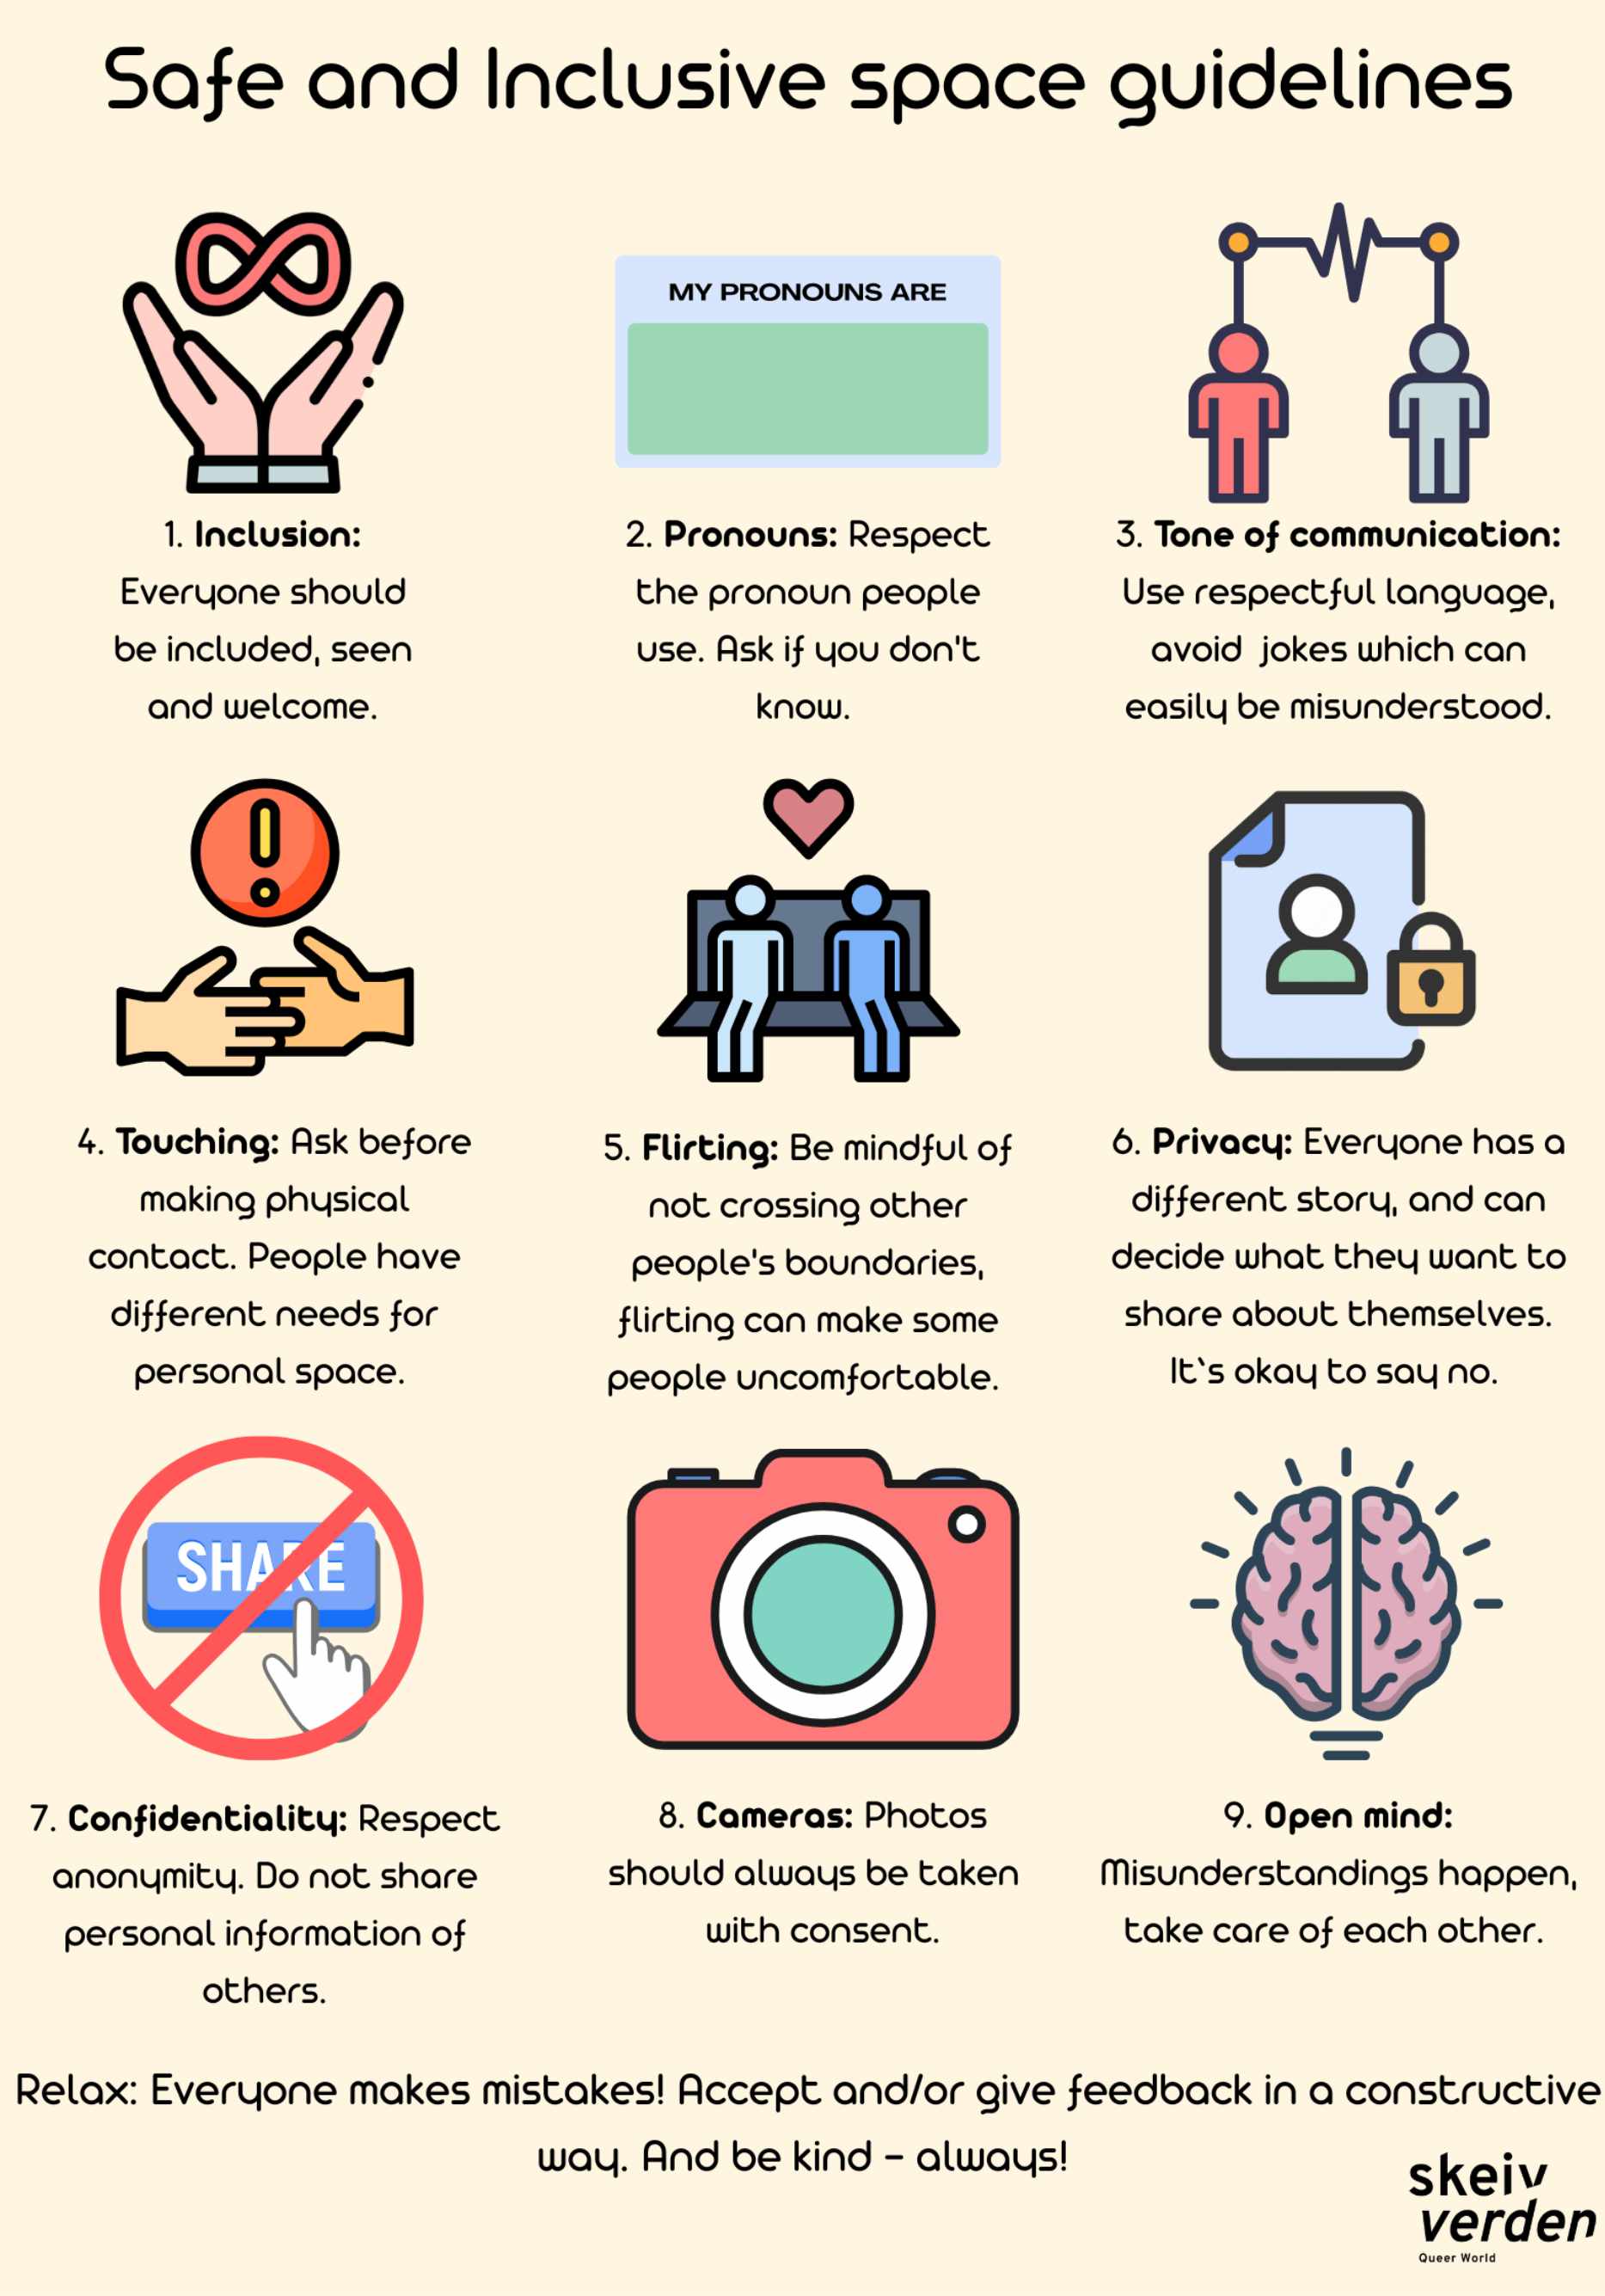 Safe and Inclusive space guidelines
MY PRONOUNS ARE
1. Inclusion:
Everyone should
be included, seen
and welcome.
2. Pronouns: Respect
the pronoun people
use. Ask if you don't
know.
3. Tone of communication:
Use respectful language,
avoid jokes which can
easily be misunderstood.
4. Touching: Ask before
making physical
contact. People have
different needs for
personal space.
5. Flirting: Be mindful of
not crossing other
people's boundaries,
flirting can make some
people uncomfortable.
6. Privacy: Everyone has a
different story, and can
decide what they want to
share about themselves.
It`s okay to say no.
SHARE
7. Confidentiality: Respect
anonymity. Do not share
personal information of
others.
8. Cameras: Photos
should always be taken
with consent.
9. Open mind:
Misunderstandings happen,
take care of each other.
Relax: Everyone makes mistakes! Accept and/or give feedback in a constructive
way. And be kind – always!
skeiv
verden
Queer World